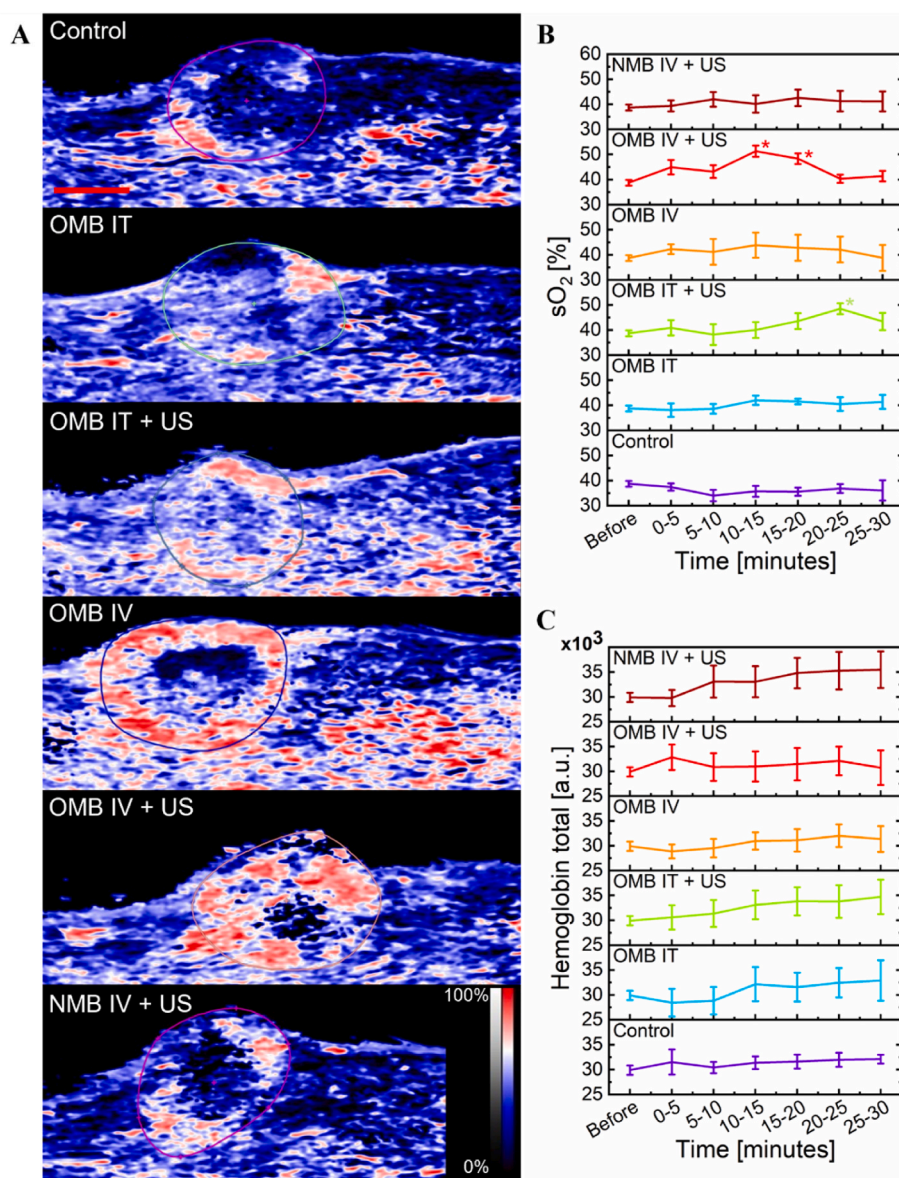 A
Control
OMB IT
OMB IT + US
OMB IV
OMB IV + US
NMB IV + US
100%
0%
B
60
50
40
30
NMB IV + US
50
40
30
OMB IV + US
*
*
50
40
30
OMB IV
50
40
30
OMB IT + US
*
50
40
30
OMB IT
50
40
30
Control
sO₂ [%]
Before
0-5
5-10
10-15
15-20
20-25
25-30
Time [minutes]
C
x10³
35
30
25
NMB IV + US
35
30
25
OMB IV + US
35
30
25
OMB IV
35
30
25
OMB IT + US
35
30
25
OMB IT
35
30
25
Control
Hemoglobin total [a.u.]
Before
0-5
5-10
10-15
15-20
20-25
25-30
Time [minutes]